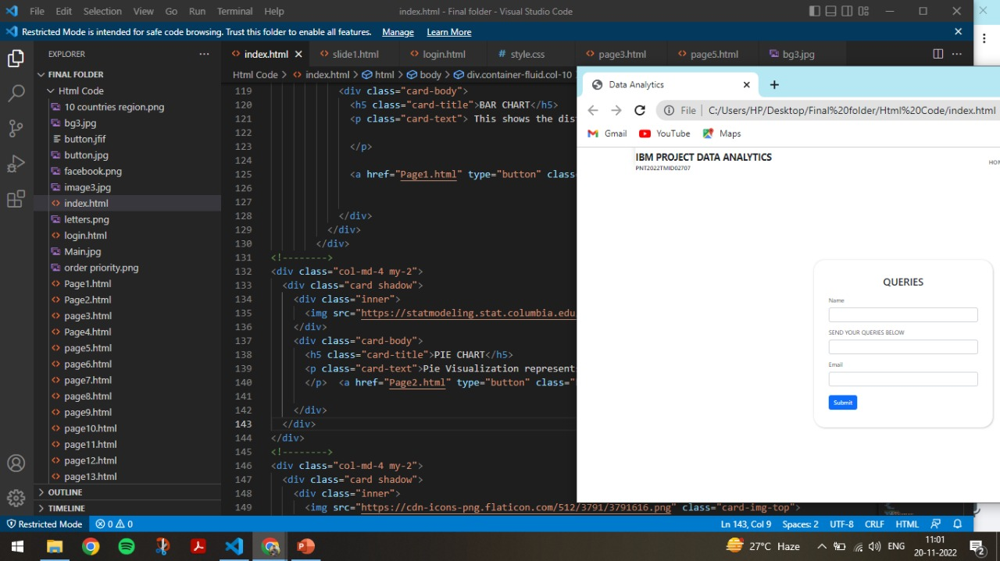 File Edit Selection View Go Run Terminal Help index.html - Final folder - Visual Studio Code
Restricted Mode is intended for safe code browsing. Trust this folder to enable all features. Manage Learn More
EXPLORER
FINAL FOLDER
Html Code
10 countries region.png
bg3.jpg
button.jfif
button.jpg
facebook.png
image3.jpg
index.html
letters.png
login.html
Main.jpg
order priority.png
Page1.html
Page2.html
page3.html
Page4.html
page5.html
page6.html
page7.html
page8.html
page9.html
page10.html
page11.html
page12.html
page13.html
OUTLINE
TIMELINE
index.html slide1.html login.html # style.css page3.html page5.html bg3.jpg
Html Code > index.html > html > body > div.container-fluid.col-10
119 <div class="card-body">
120 <h5 class="card-title">BAR CHART</h5>
121 <p class="card-text"> This shows the
122
123 </p>
124
125 <a href="Page1.html" type="button"
126
127
128 </div>
129 </div>
130 </div>
131 <!-------->
132 <div class="col-md-4 my-2">
133 <div class="card shadow">
134 <div class="inner">
135 <img src="https://statmodeling.stat.columbia.edu
136 </div>
137 <div class="card-body">
138 <h5 class="card-title">PIE CHART</h5>
139 <p class="card-text">Pie Visualization
140 </p> <a href="Page2.html" type="button"
141
142 </div>
143 </div>
144 </div>
145 <!-------->
146 <div class="col-md-4 my-2">
147 <div class="card shadow">
148 <div class="inner">
149 <img src="https://cdn-icons-png.flaticon.com/512/3791/3791616.png" class="card-img-top">
Data Analytics
File C:/Users/HP/Desktop/Final%20folder/Html%20Code/index.html
Gmail YouTube Maps
IBM PROJECT DATA ANALYTICS
PNT2022TMID02707
QUERIES
Name
SEND YOUR QUERIES BELOW
Email
Submit
Restricted Mode 0 0 Ln 143, Col 9 Spaces: 2 UTF-8 CRLF HTML
27°C Haze ENG 11:01
20-11-2022 2